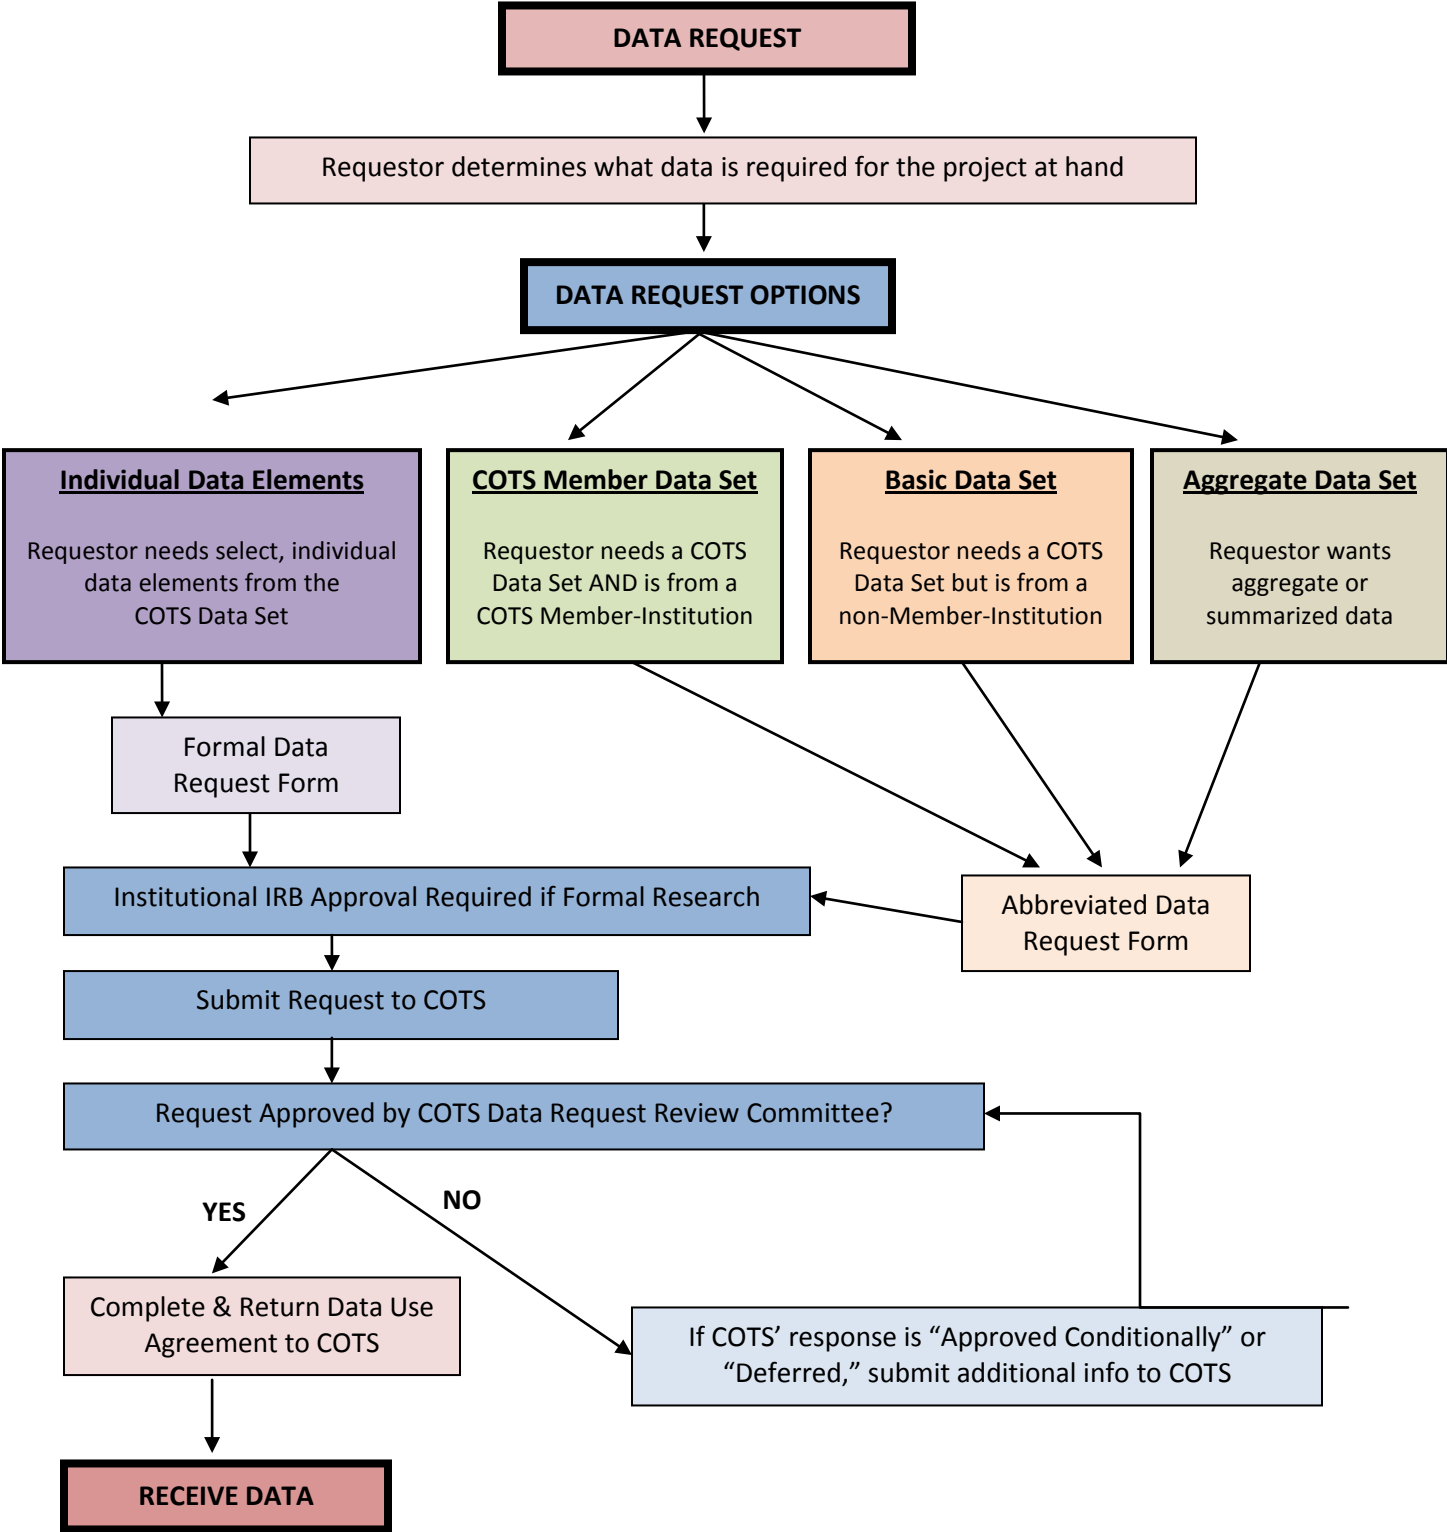 DATA REQUEST
Requestor determines what data is required for the project at hand
DATA REQUEST OPTIONS
Individual Data Elements
Requestor needs select, individual
data elements from the
COTS Data Set
COTS Member Data Set
Requestor needs a COTS
Data Set AND is from a
COTS Member-Institution
Basic Data Set
Requestor needs a COTS
Data Set but is from a
non-Member-Institution
Aggregate Data Set
Requestor wants
aggregate or
summarized data
Formal Data
Request Form
Institutional IRB Approval Required if Formal Research
Abbreviated Data
Request Form
Submit Request to COTS
Request Approved by COTS Data Request Review Committee?
YES
NO
Complete & Return Data Use
Agreement to COTS
If COTS’ response is “Approved Conditionally” or
“Deferred,” submit additional info to COTS
RECEIVE DATA